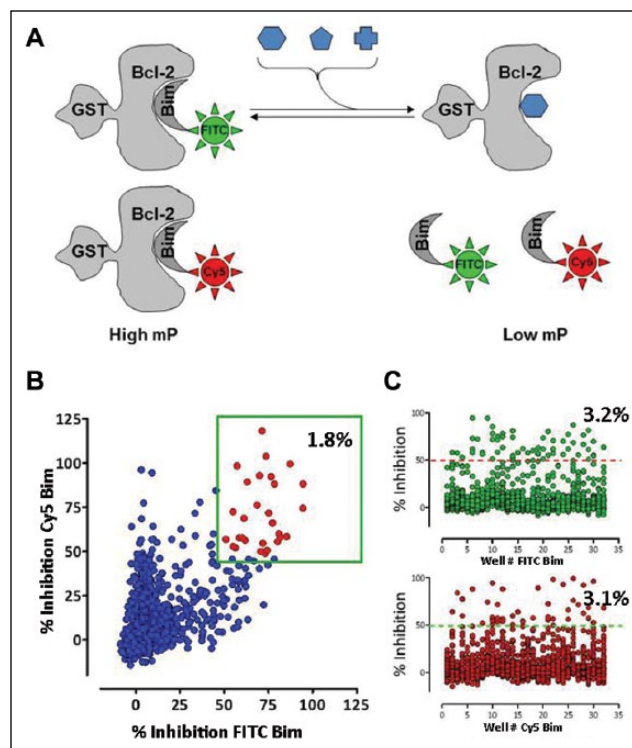 A
Bcl-2
GST
Bim
FITC
Bcl-2
GST
Bcl-2
GST
Bim
Cy5
Bim
FITC
Bim
Cy5
High mP
Low mP
B
1.8%
% Inhibition Cy5 Bim
125
100
75
50
25
0
0 25 50 75 100 125
% Inhibition FITC Bim
C
3.2%
% Inhibition
100
50
0
0 5 10 15 20 25 30 35
Well # FITC Bim
3.1%
% Inhibition
100
50
0
0 5 10 15 20 25 30 35
Well # Cy5 Bim